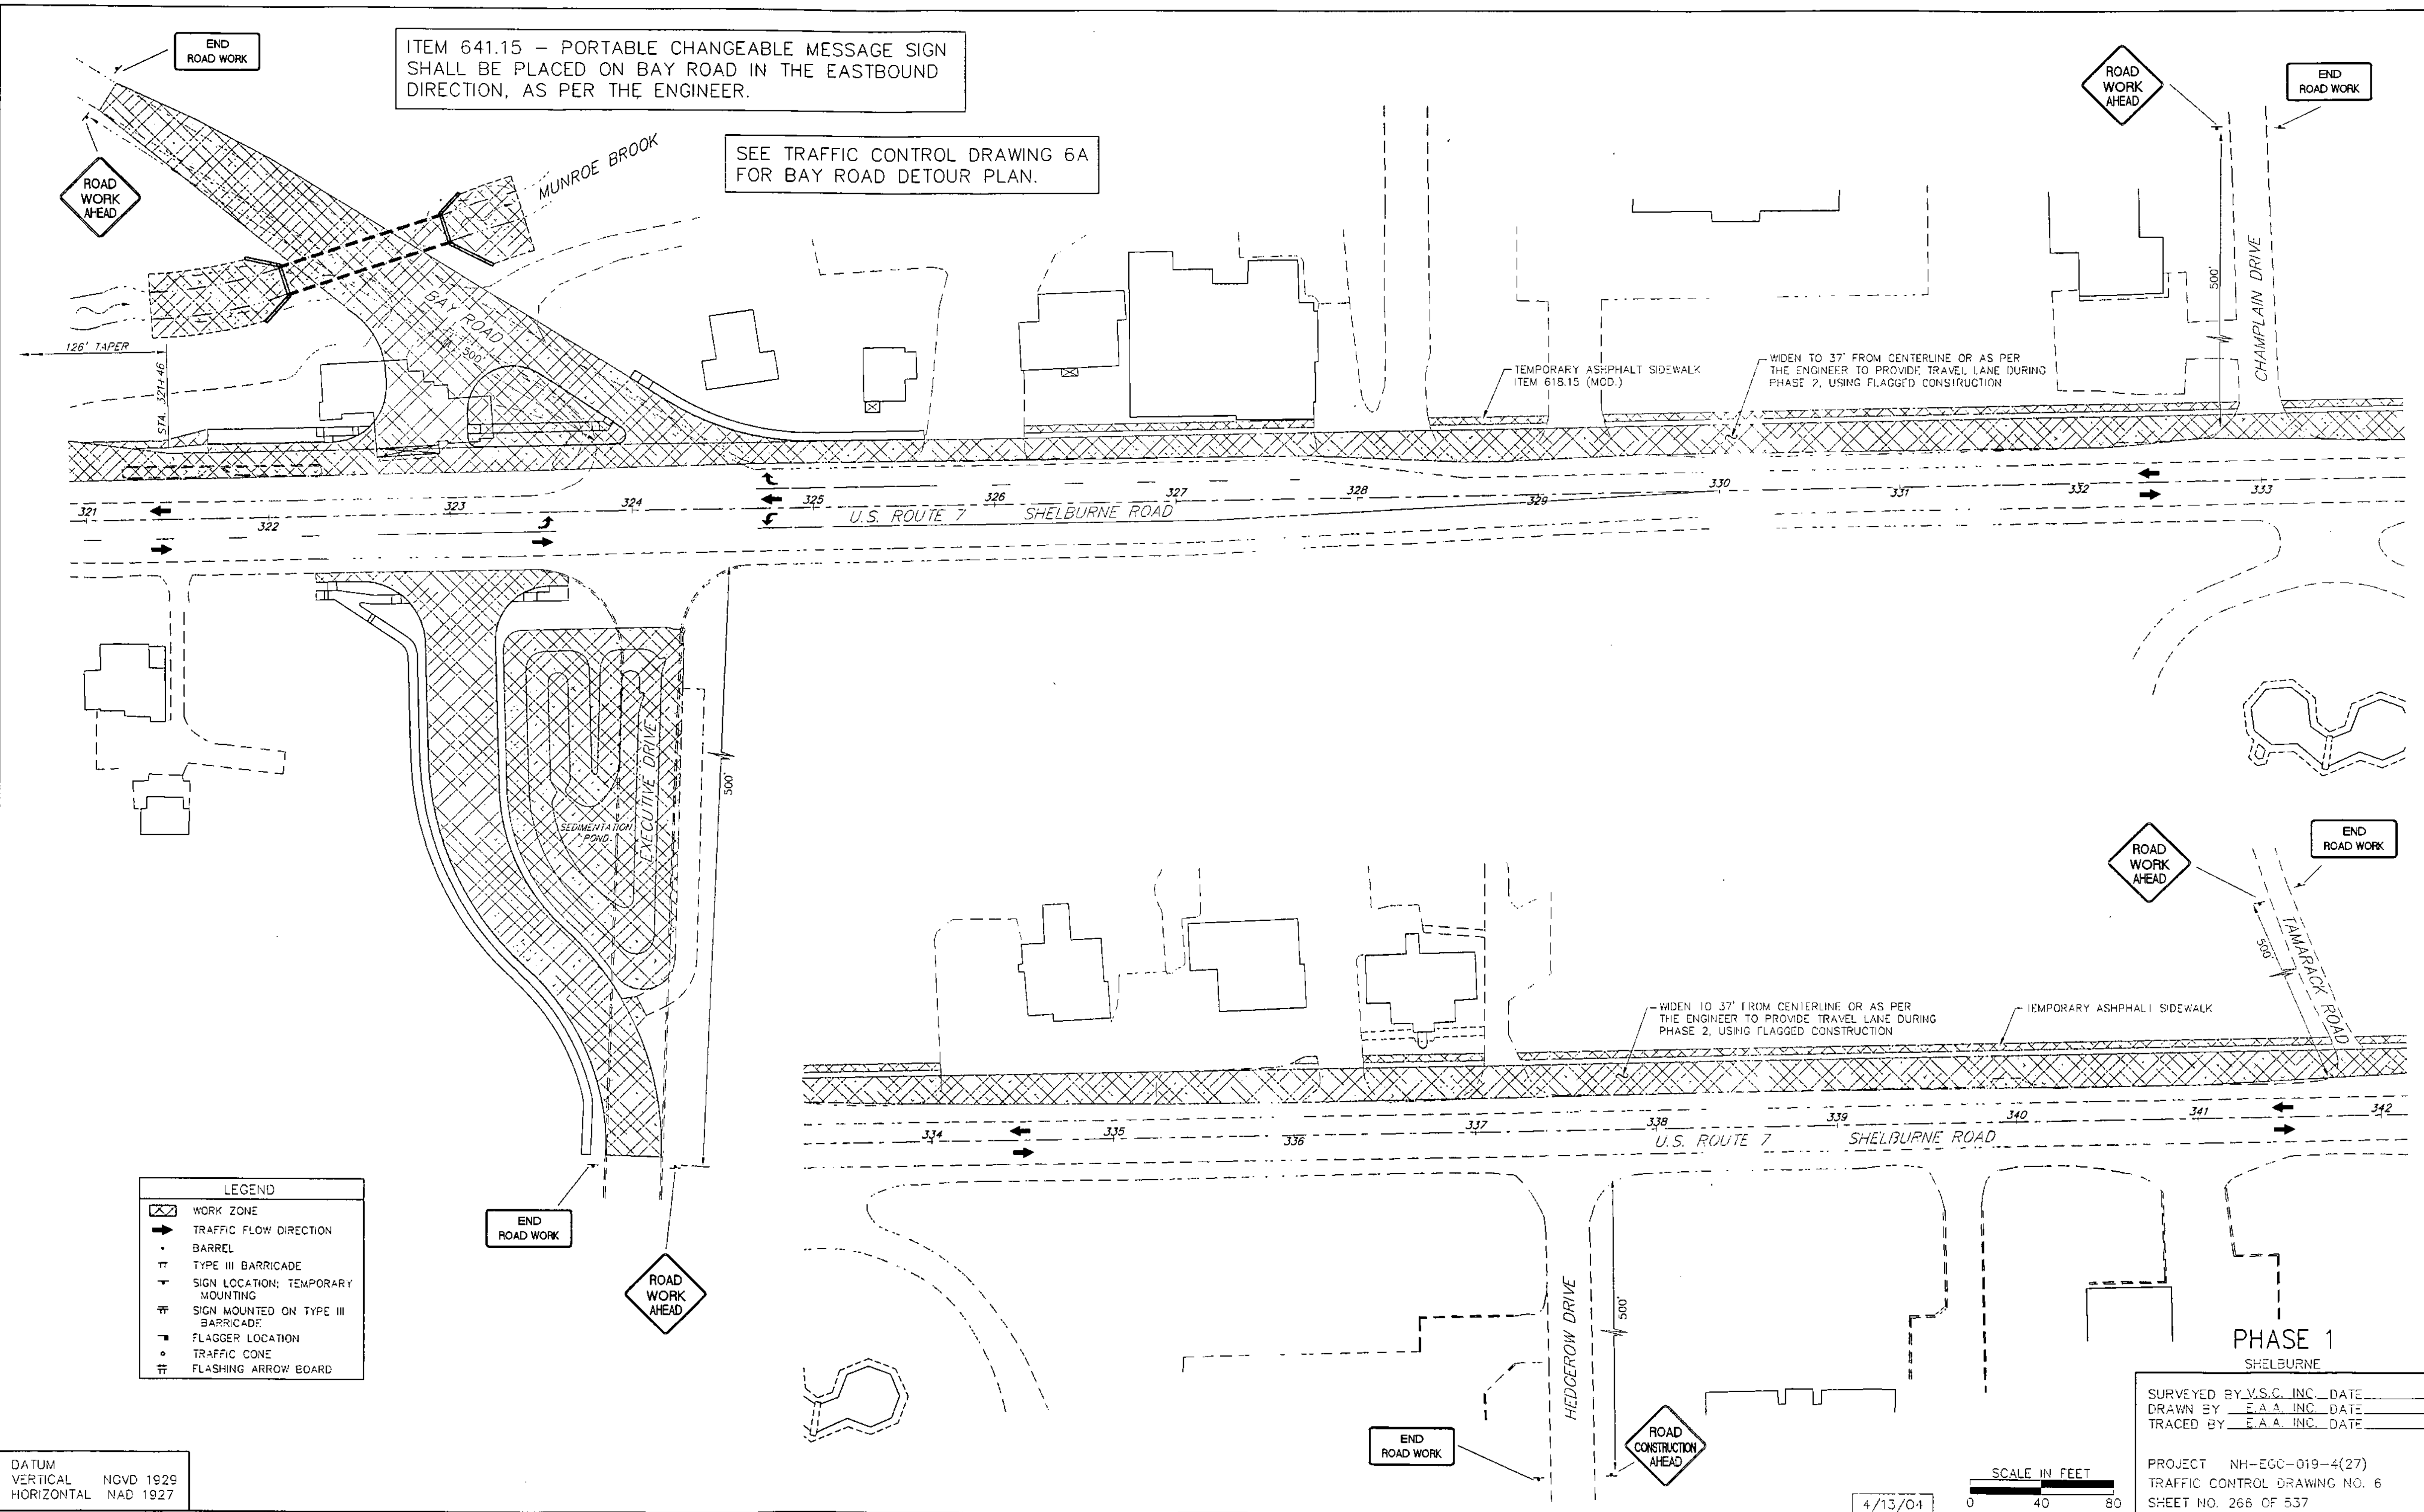 END
ROAD WORK
ITEM 641.15 – PORTABLE CHANGEABLE MESSAGE SIGN
SHALL BE PLACED ON BAY ROAD IN THE EASTBOUND
DIRECTION, AS PER THE ENGINEER.
ROAD
WORK
AHEAD
END
ROAD WORK
SEE TRAFFIC CONTROL DRAWING 6A
FOR BAY ROAD DETOUR PLAN.
MUNROE BROOK
ROAD
WORK
AHEAD
500'
CHAMPLAIN DRIVE
BAY ROAD
500'
126' TAPER
STA. 321+46
TEMPORARY ASPHALT SIDEWALK
ITEM 618.15 (MOD.)
WIDEN TO 37' FROM CENTERLINE OR AS PER
THE ENGINEER TO PROVIDE TRAVEL LANE DURING
PHASE 2, USING FLAGGED CONSTRUCTION
321
322
323
324
325
326
327
328
329
330
331
332
333
U.S. ROUTE 7
SHELBURNE ROAD
500'
EXECUTIVE DRIVE
SEDIMENTATION
POND
END
ROAD WORK
ROAD
WORK
AHEAD
ROAD
WORK
AHEAD
END
ROAD WORK
500'
TAMARACK ROAD
WIDEN TO 37' FROM CENTERLINE OR AS PER
THE ENGINEER TO PROVIDE TRAVEL LANE DURING
PHASE 2, USING FLAGGED CONSTRUCTION
TEMPORARY ASHPHALT SIDEWALK
334
335
336
337
338
339
340
341
342
U.S. ROUTE 7
SHELBURNE ROAD
LEGEND
WORK ZONE
TRAFFIC FLOW DIRECTION
BARREL
TYPE III BARRICADE
SIGN LOCATION; TEMPORARY
MOUNTING
SIGN MOUNTED ON TYPE III
BARRICADE
FLAGGER LOCATION
TRAFFIC CONE
FLASHING ARROW BOARD
HEDGEROW DRIVE
500'
END
ROAD WORK
ROAD
CONSTRUCTION
AHEAD
PHASE 1
SHELBURNE
SURVEYED BY V.S.C. INC. DATE
DRAWN BY E.A.A. INC. DATE
TRACED BY E.A.A. INC. DATE
PROJECT NH-EGC-019-4(27)
TRAFFIC CONTROL DRAWING NO. 6
SHEET NO. 266 OF 537
SCALE IN FEET
0 40 80
4/13/04
DATUM
VERTICAL NGVD 1929
HORIZONTAL NAD 1927